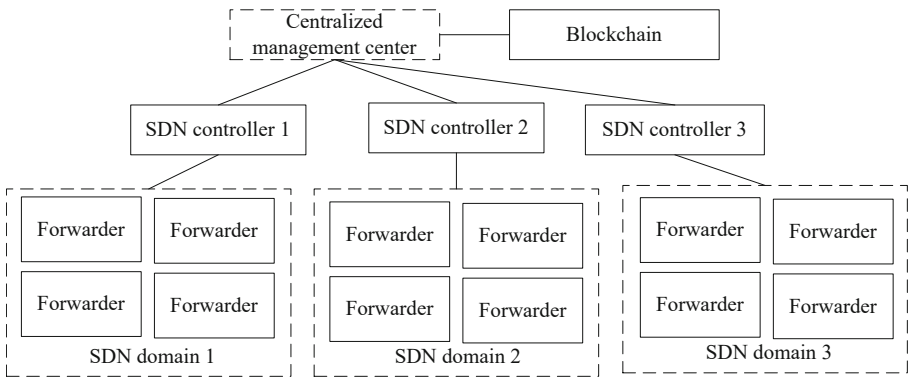 Centralized
management center
Blockchain
SDN controller 1
SDN controller 2
SDN controller 3
Forwarder
Forwarder
Forwarder
Forwarder
SDN domain 1
Forwarder
Forwarder
Forwarder
Forwarder
SDN domain 2
Forwarder
Forwarder
Forwarder
Forwarder
SDN domain 3